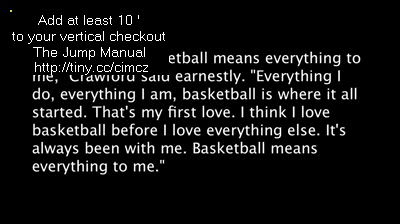 Add at least 10 '
to your vertical checkout
The Jump Manual
http://tiny.cc/cimcz
etball means everything to
me," Crawford said earnestly. "Everything I
do, everything I am, basketball is where it all
started. That's my first love. I think I love
basketball before I love everything else. It's
always been with me. Basketball means
everything to me."